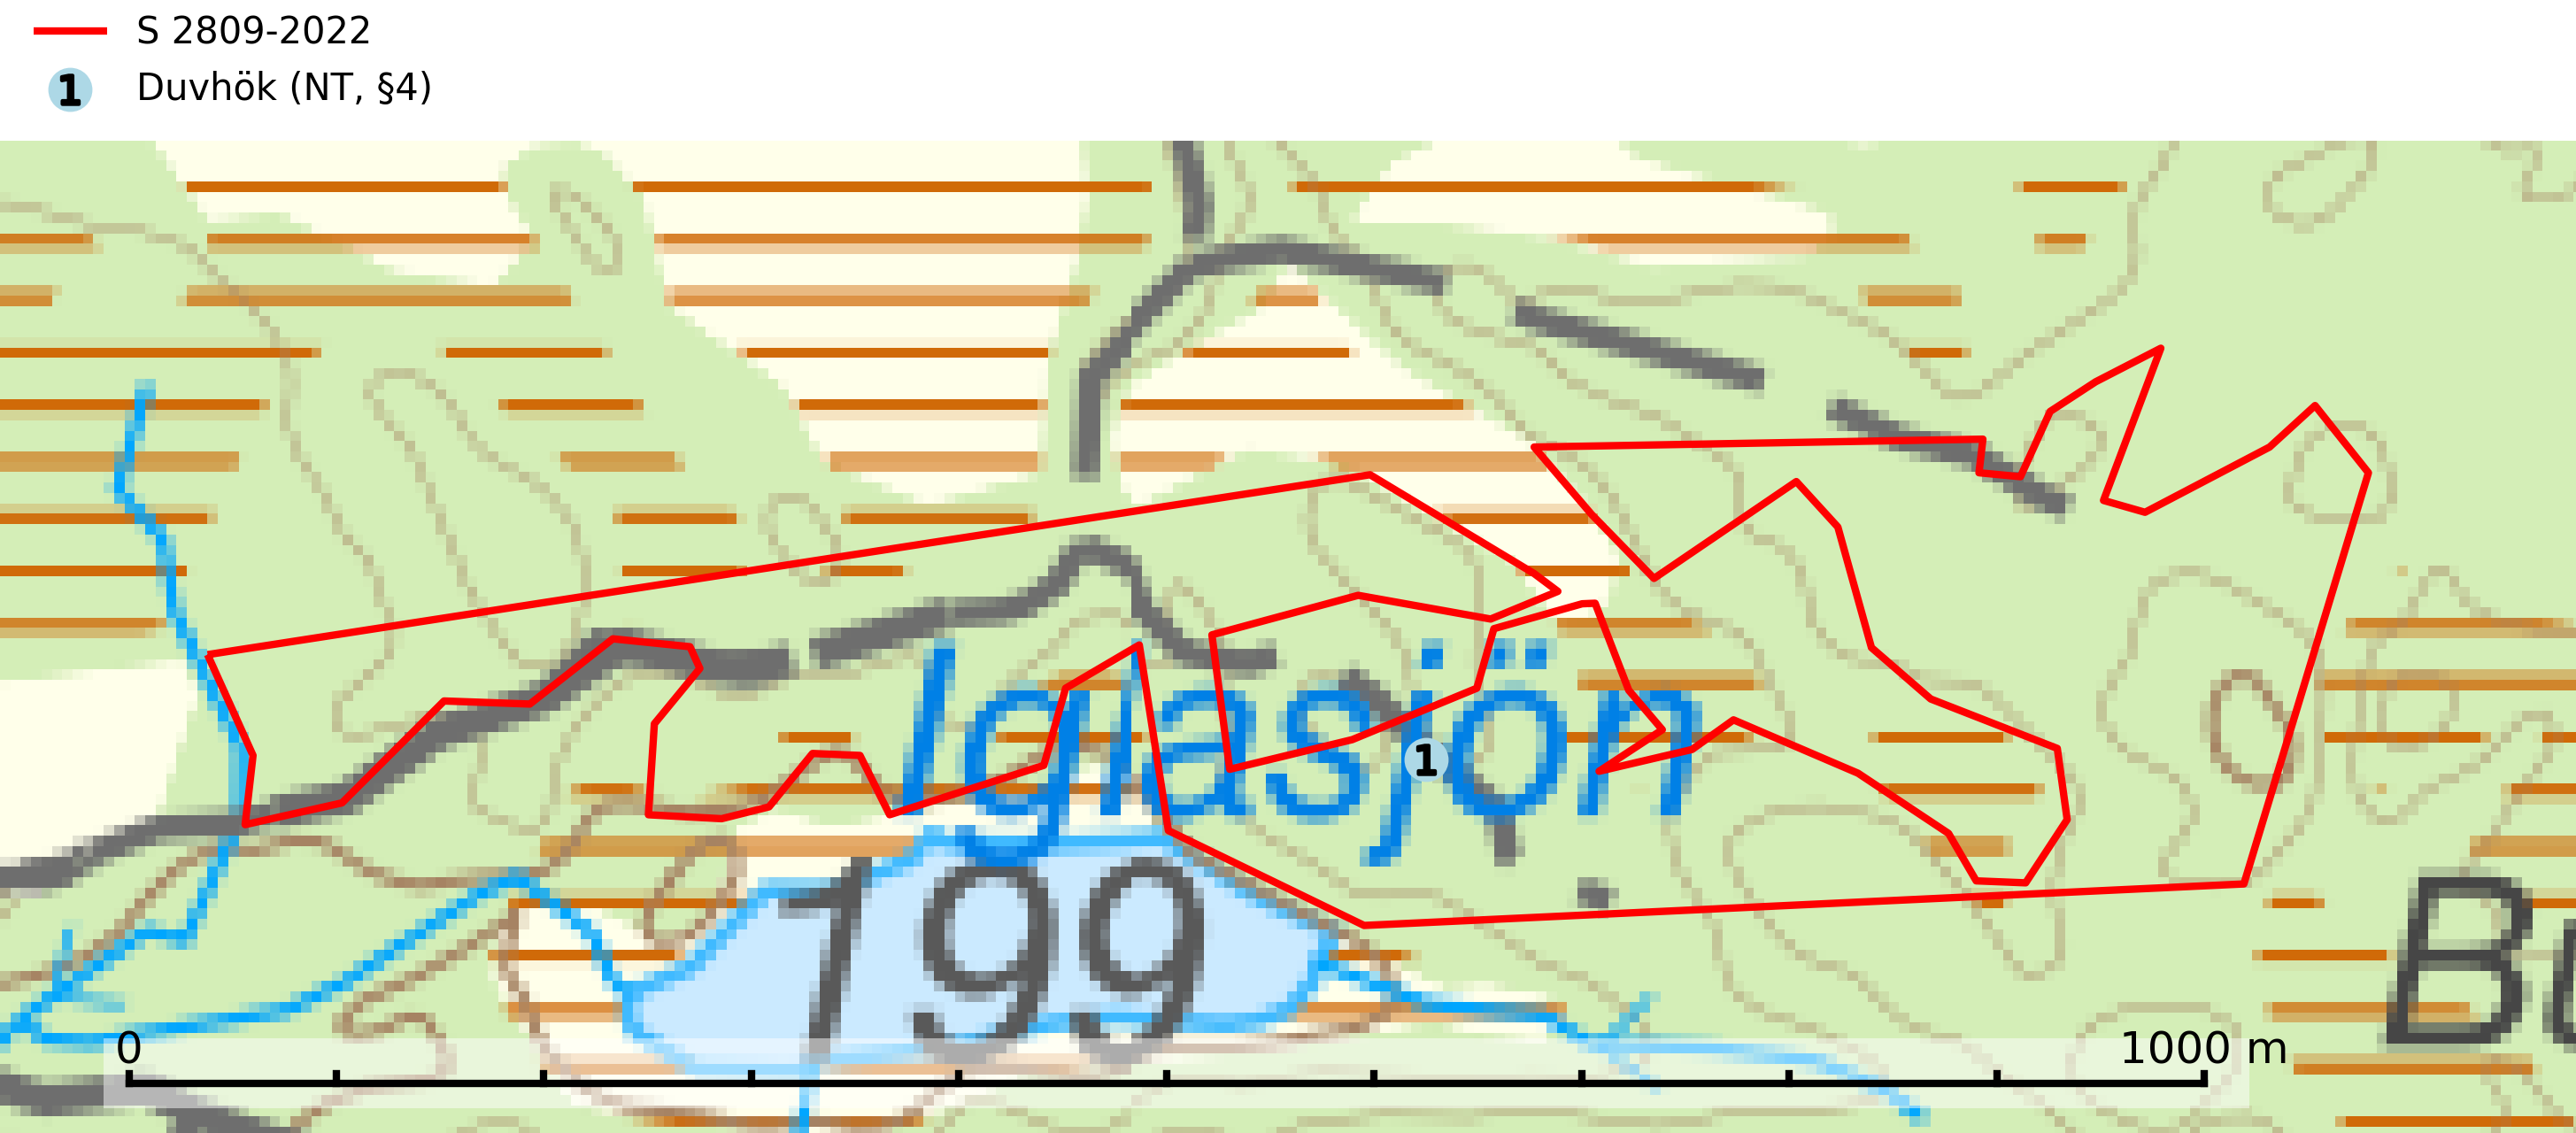 S 2809-2022
1 Duvhök (NT, §4)
Iglasjön
1
199
0
1000 m